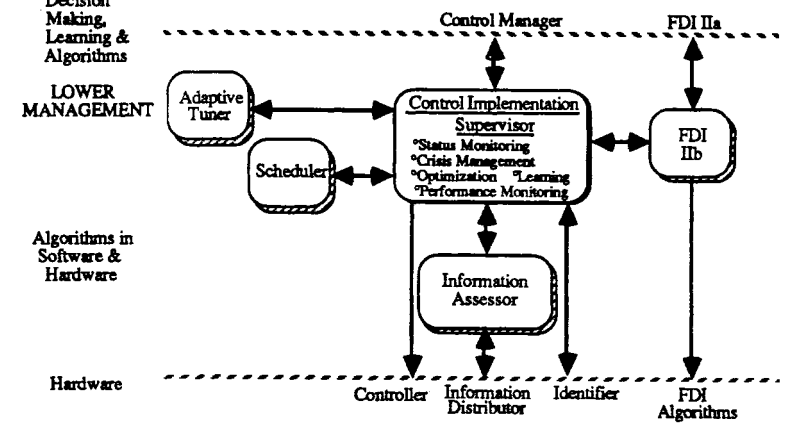 Decision
Making,
Learning &
Algorithms
Control Manager
FDI IIa
LOWER
MANAGEMENT
Adaptive
Tuner
Control Implementation
Supervisor
°Status Monitoring
°Crisis Management
°Optimization °Learning
°Performance Monitoring
FDI
IIb
Scheduler
Algorithms in
Software &
Hardware
Information
Assessor
Hardware
Controller
Information
Distributor
Identifier
FDI
Algorithms